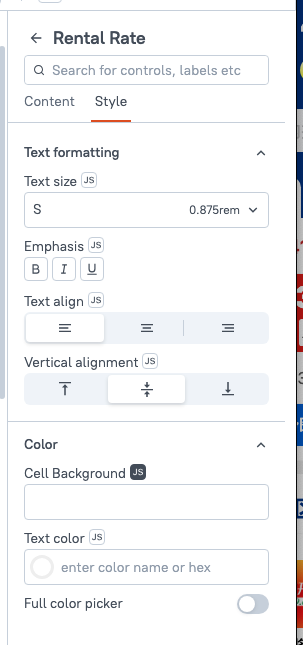 Rental Rate
Search for controls, labels etc
Content Style
Text formatting
Text size JS
S 0.875rem
Emphasis JS
B I U
Text align JS
Vertical alignment JS
Color
Cell Background JS
Text color JS
enter color name or hex
Full color picker